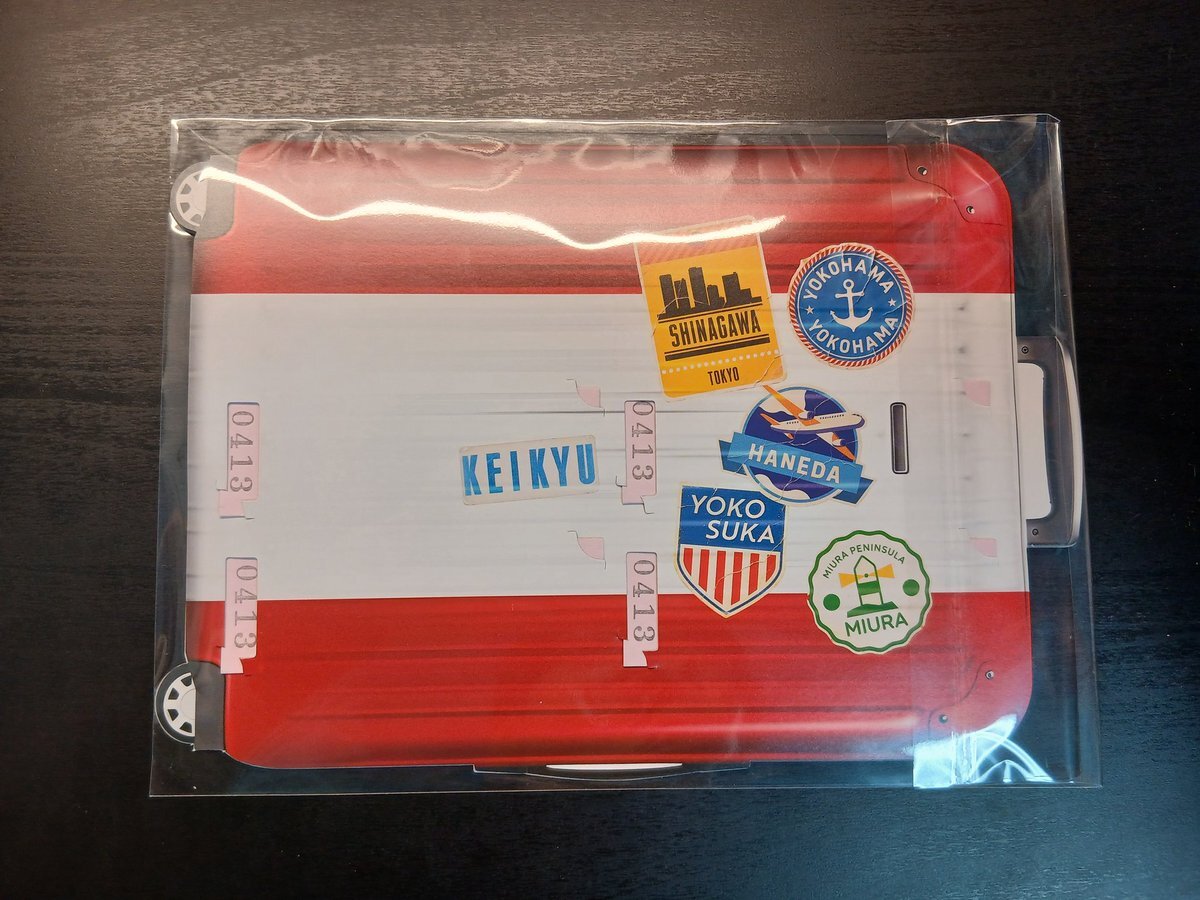 SHINAGAWA
TOKYO
YOKOHAMA
YOKOHAMA
KEIKYU
HANEDA
YOKO
SUKA
MIURA PENINSULA
MIURA
0413
0413
0413
0413